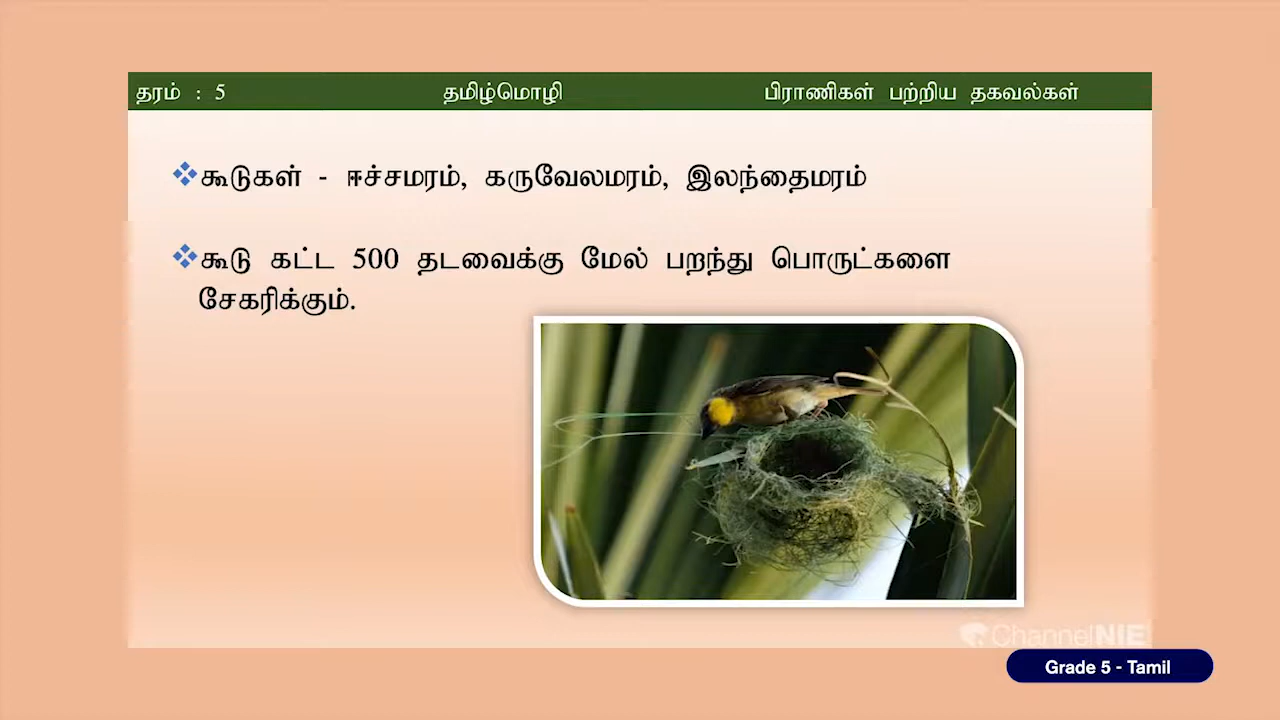 தரம் : 5 தமிழ்மொழி பிராணிகள் பற்றிய தகவல்கள்
கூடுகள் - ஈச்சமரம், கருவேலமரம், இலந்தைமரம்
கூடு கட்ட 500 தடவைக்கு மேல் பறந்து பொருட்களை
சேகரிக்கும்.
ChannelNIE
Grade 5 - Tamil